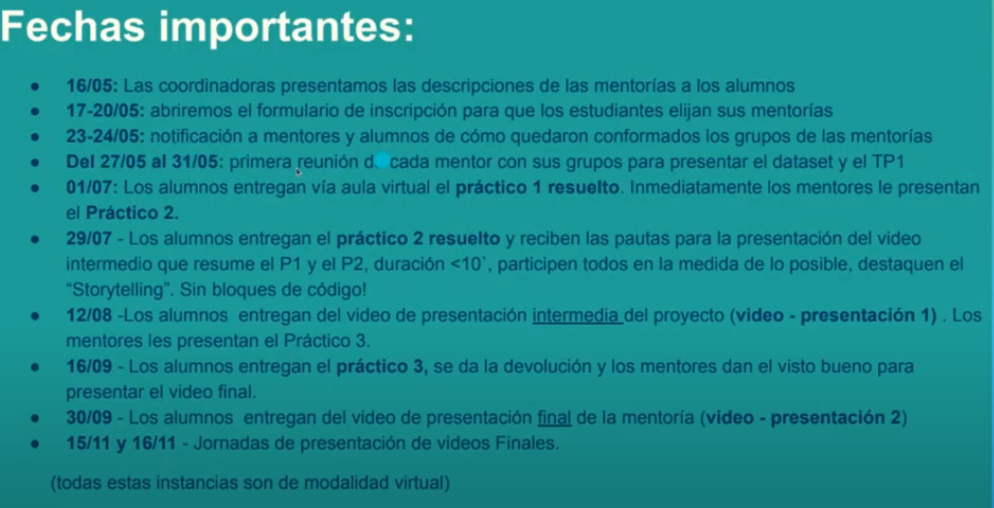 Fechas importantes:
● 16/05: Las coordinadoras presentamos las descripciones de las mentorías a los alumnos
● 17-20/05: abriremos el formulario de inscripción para que los estudiantes elijan sus mentorías
● 23-24/05: notificación a mentores y alumnos de cómo quedaron conformados los grupos de las mentorías
● Del 27/05 al 31/05: primera reunión d cada mentor con sus grupos para presentar el dataset y el TP1
● 01/07: Los alumnos entregan vía aula virtual el práctico 1 resuelto. Inmediatamente los mentores le presentan
el Práctico 2.
● 29/07 - Los alumnos entregan el práctico 2 resuelto y reciben las pautas para la presentación del video
intermedio que resume el P1 y el P2, duración <10`, participen todos en la medida de lo posible, destaquen el
“Storytelling”. Sin bloques de código!
● 12/08 -Los alumnos entregan del video de presentación intermedia del proyecto (video - presentación 1) . Los
mentores les presentan el Práctico 3.
● 16/09 - Los alumnos entregan el práctico 3, se da la devolución y los mentores dan el visto bueno para
presentar el video final.
● 30/09 - Los alumnos entregan del video de presentación final de la mentoría (video - presentación 2)
● 15/11 y 16/11 - Jornadas de presentación de videos Finales.
(todas estas instancias son de modalidad virtual)